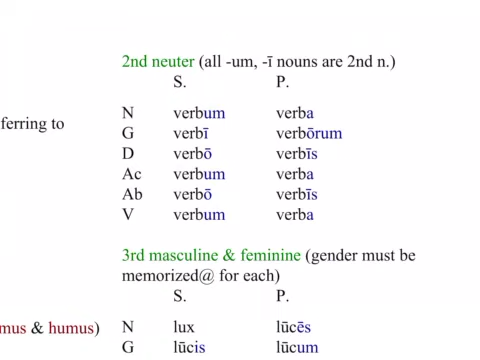 2nd neuter (all -um, -ī nouns are 2nd n.)
S. P.
N verbum verba
G verbī verbōrum
D verbō verbīs
Ac verbum verba
Ab verbō verbīs
V verbum verba
ferring to
3rd masculine & feminine (gender must be
memorized@ for each)
S. P.
N lux lūcēs
G lūcis lūcum
mus & humus)